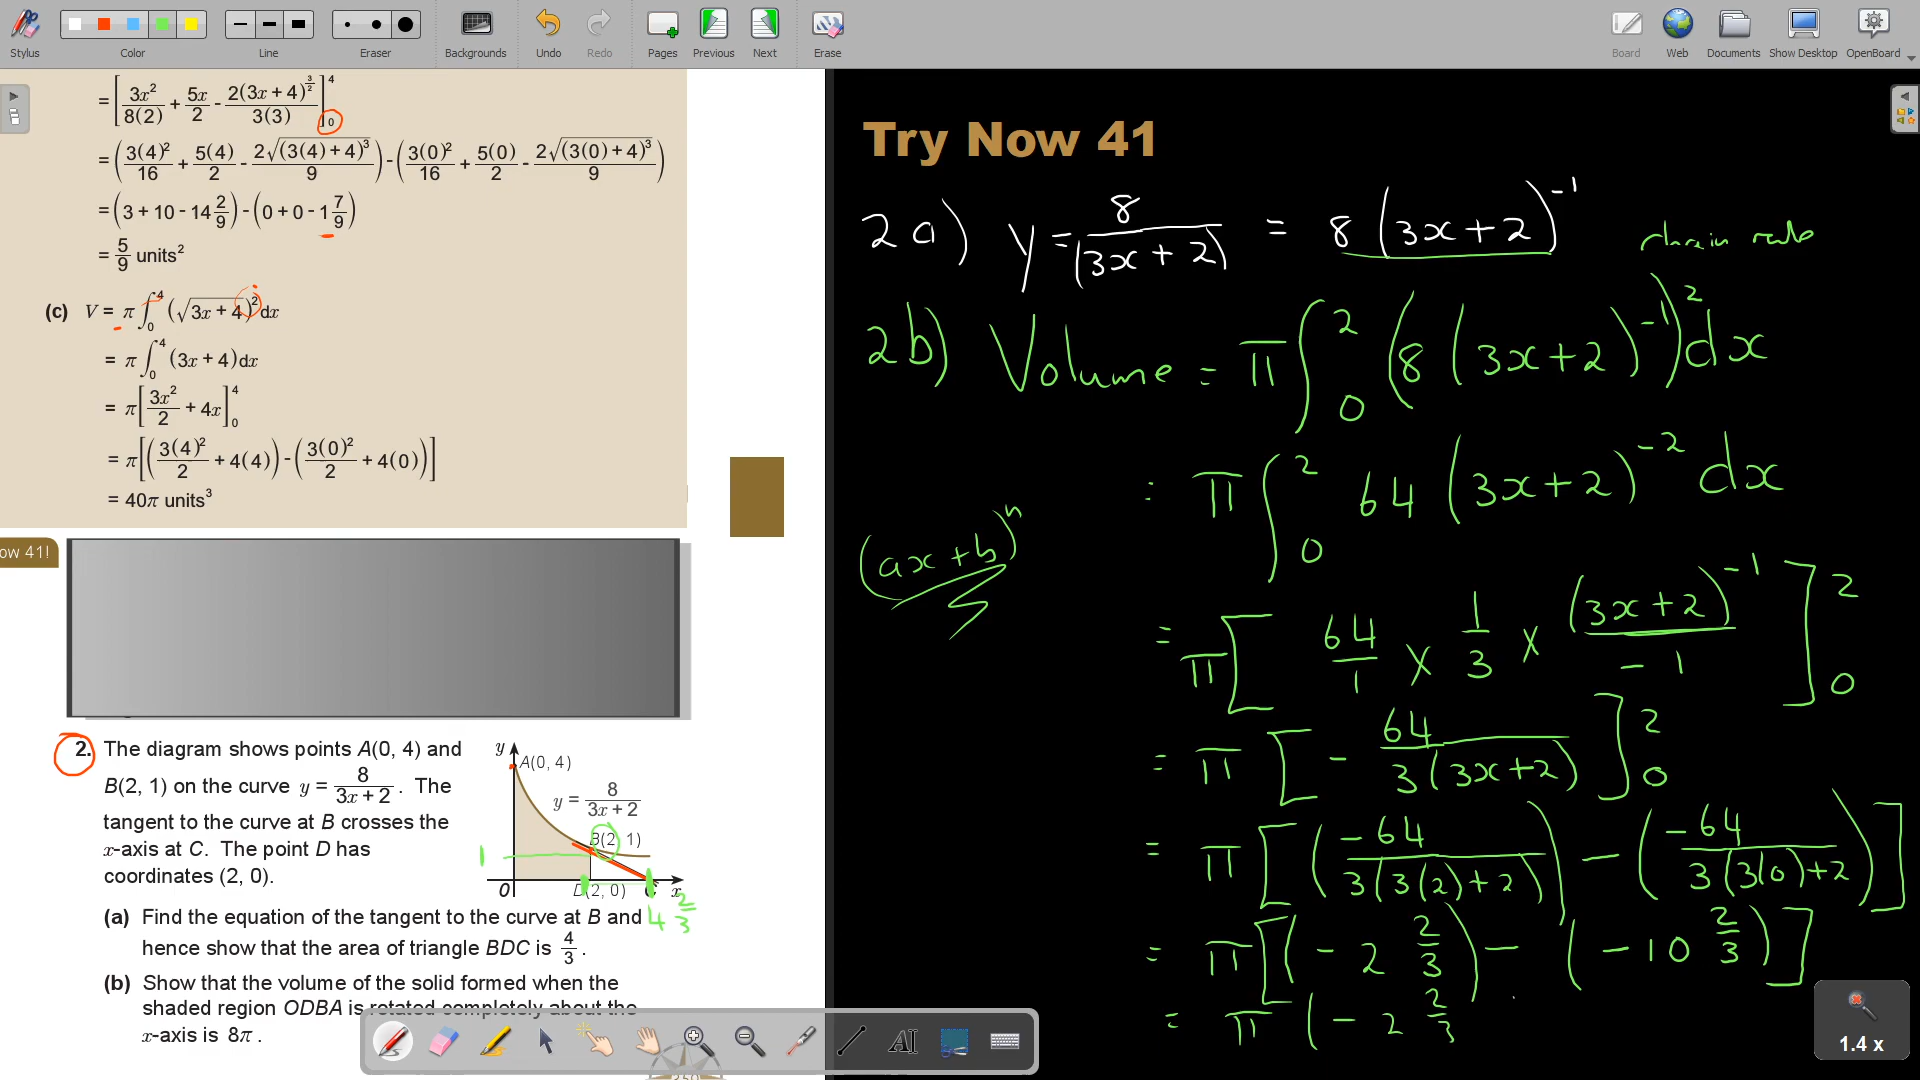 Stylus Color Line Eraser Backgrounds Undo Redo Pages Previous Next Erase Board Web Documents Show Desktop OpenBoard
= [3x²/8(2) + 5x/2 - 2(3x + 4)^(3/2)/3(3)]₀⁴
= (3(4)²/16 + 5(4)/2 - 2√(3(4) + 4)³/9) - (3(0)²/16 + 5(0)/2 - 2√(3(0) + 4)³/9)
= (3 + 10 - 14 2/9) - (0 + 0 - 1 7/9)
= 5/9 units²
(c) V = π∫₀⁴ (√3x + 4)² dx
= π∫₀⁴ (3x + 4) dx
= π[3x²/2 + 4x]₀⁴
= π[(3(4)²/2 + 4(4)) - (3(0)²/2 + 4(0))]
= 40π units³
ow 41!
2. The diagram shows points A(0, 4) and
B(2, 1) on the curve y = 8/(3x + 2). The
tangent to the curve at B crosses the
x-axis at C. The point D has
coordinates (2, 0).
y
A(0, 4)
y = 8/(3x + 2)
B(2, 1)
1
O D(2, 0) C x
4 2/3
(a) Find the equation of the tangent to the curve at B and
hence show that the area of triangle BDC is 4/3.
(b) Show that the volume of the solid formed when the
shaded region ODBA is rotated completely about the
x-axis is 8π.
Try Now 41
2a) y = 8/(3x + 2) = 8(3x + 2)⁻¹
chain rule
2b) Volume = π∫₀² (8(3x + 2)⁻¹)² dx
= π∫₀² 64(3x + 2)⁻² dx
(ax + b)ⁿ
= π[64/1 × 1/3 × (3x + 2)⁻¹/-1]₀²
= π[- 64/3(3x + 2)]₀²
= π[(-64/3(3(2) + 2)) - (-64/3(3(0) + 2)]
= π[(-2 2/3) - (-10 2/3)]
= π(-2 2/3
1.4 x